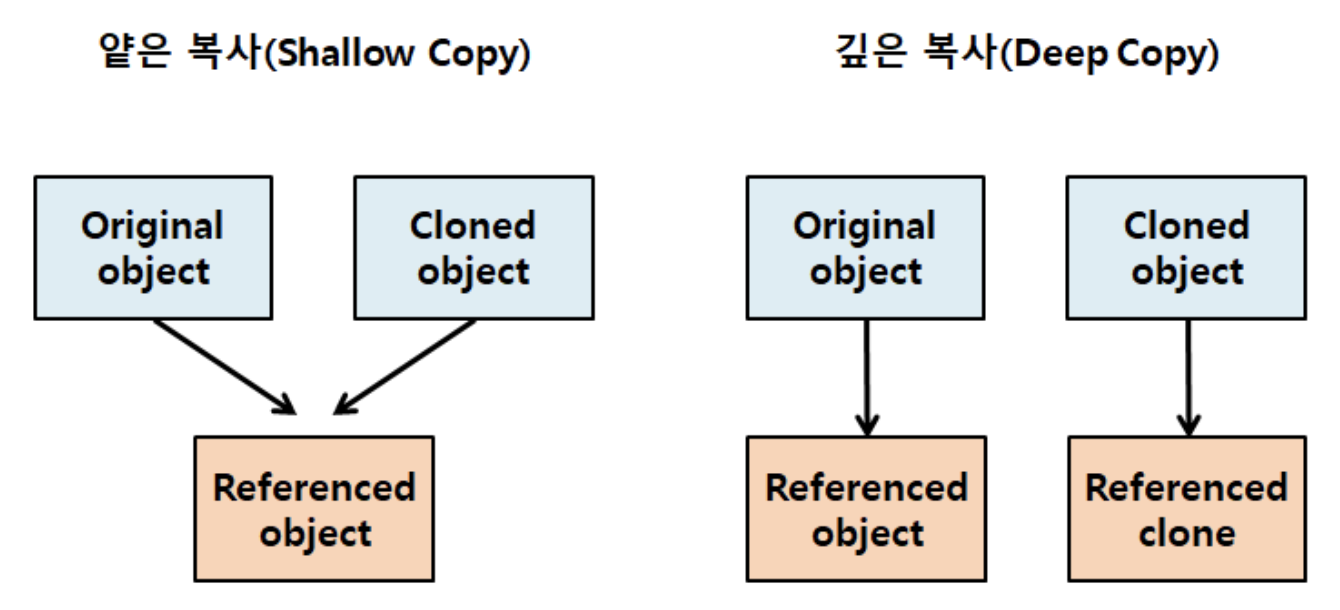 얕은 복사(Shallow Copy)
깊은 복사(Deep Copy)
Original
object
Cloned
object
Original
object
Cloned
object
Referenced
object
Referenced
object
Referenced
clone